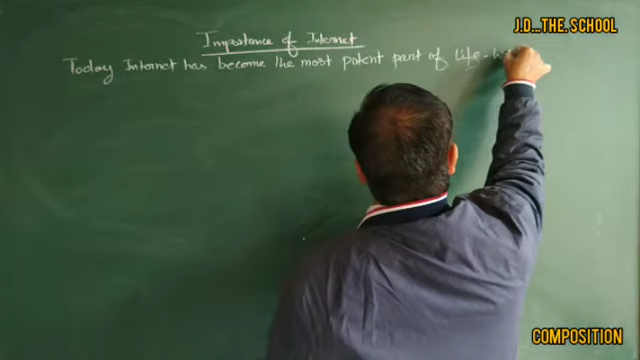 J.D...THE. SCHOOL
Importance of Internet
Today Internet has become the most potent part of life-
COMPOSITION